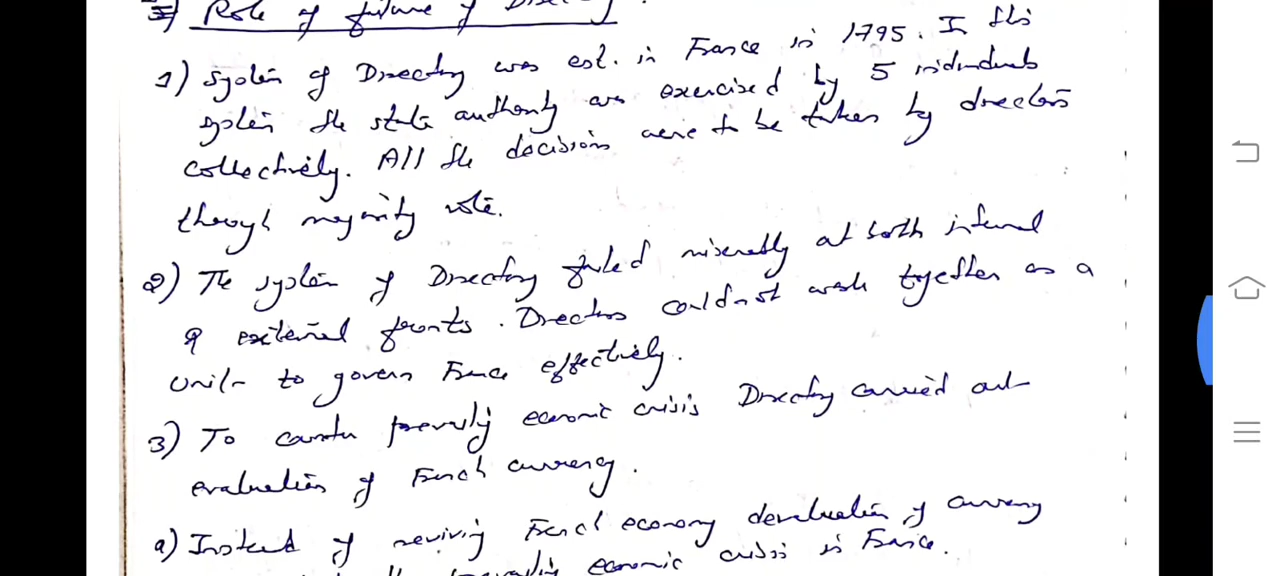 Role of failure of Directory
1) System of Directory was est. in France in 1795. In this
system the state authority was exercised by 5 individuals
collectively. All the decisions were to be taken by directors
through majority vote.
2) The system of Directory failed miserably at both internal
& external fronts. Directors couldnot work together as a
unit to govern France effectively.
3) To counter prevailing economic crisis Directory carried out
evaluation of French currency.
a) Instead of reviving French economy devaluation of currency
economic crisis in France.